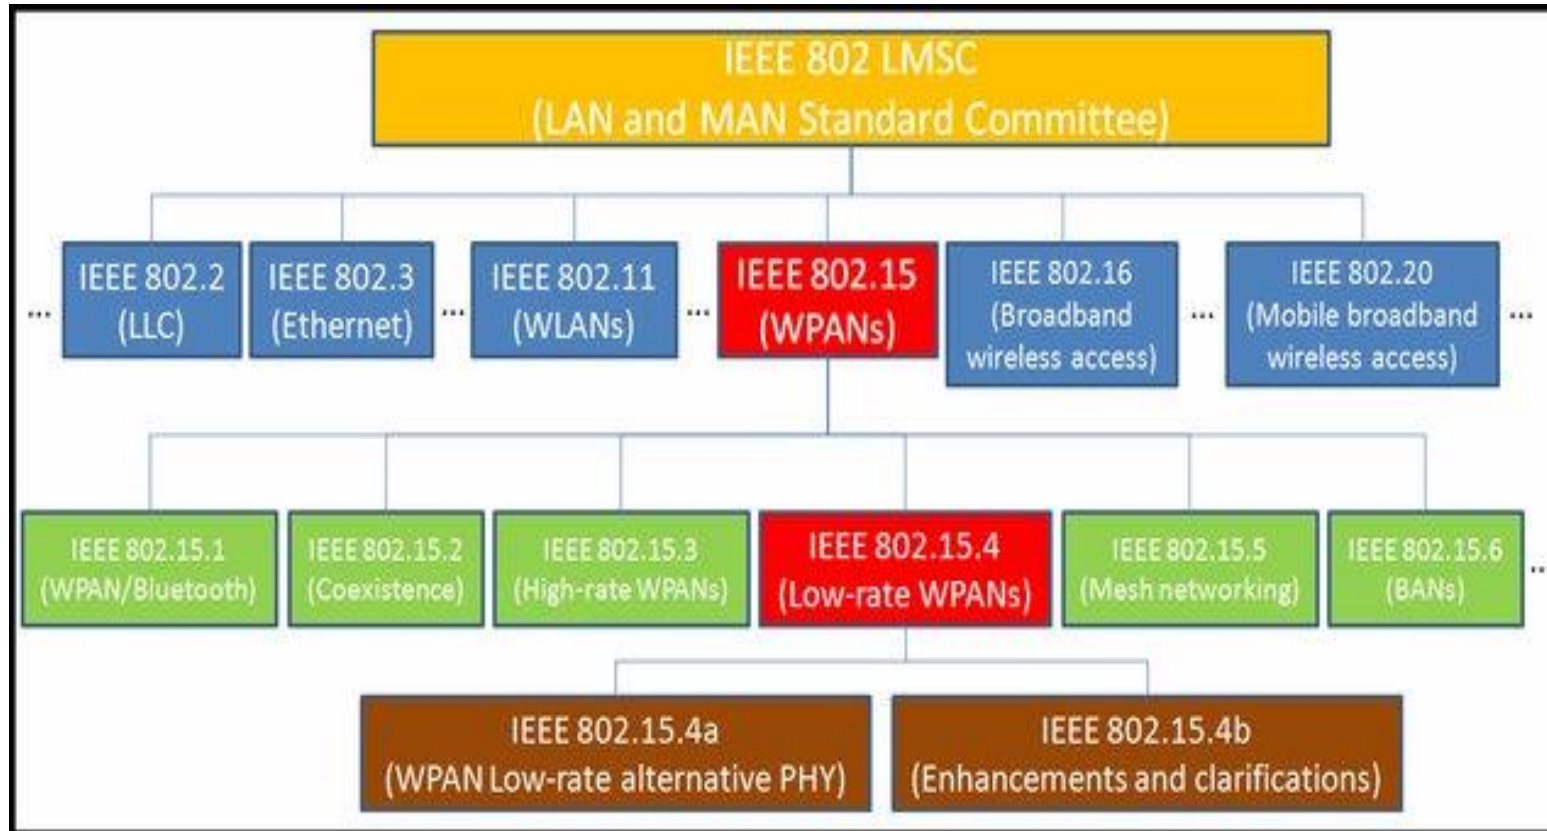 IEEE 802 LMSC
(LAN and MAN Standard Committee)
...
IEEE 802.2
(LLC)
IEEE 802.3
(Ethernet)
...
IEEE 802.11
(WLANs)
...
IEEE 802.15
(WPANs)
IEEE 802.16
(Broadband
wireless access)
...
IEEE 802.20
(Mobile broadband
wireless access)
...
IEEE 802.15.1
(WPAN/Bluetooth)
IEEE 802.15.2
(Coexistence)
IEEE 802.15.3
(High-rate WPANs)
IEEE 802.15.4
(Low-rate WPANs)
IEEE 802.15.5
(Mesh networking)
IEEE 802.15.6
(BANs)
...
IEEE 802.15.4a
(WPAN Low-rate alternative PHY)
IEEE 802.15.4b
(Enhancements and clarifications)